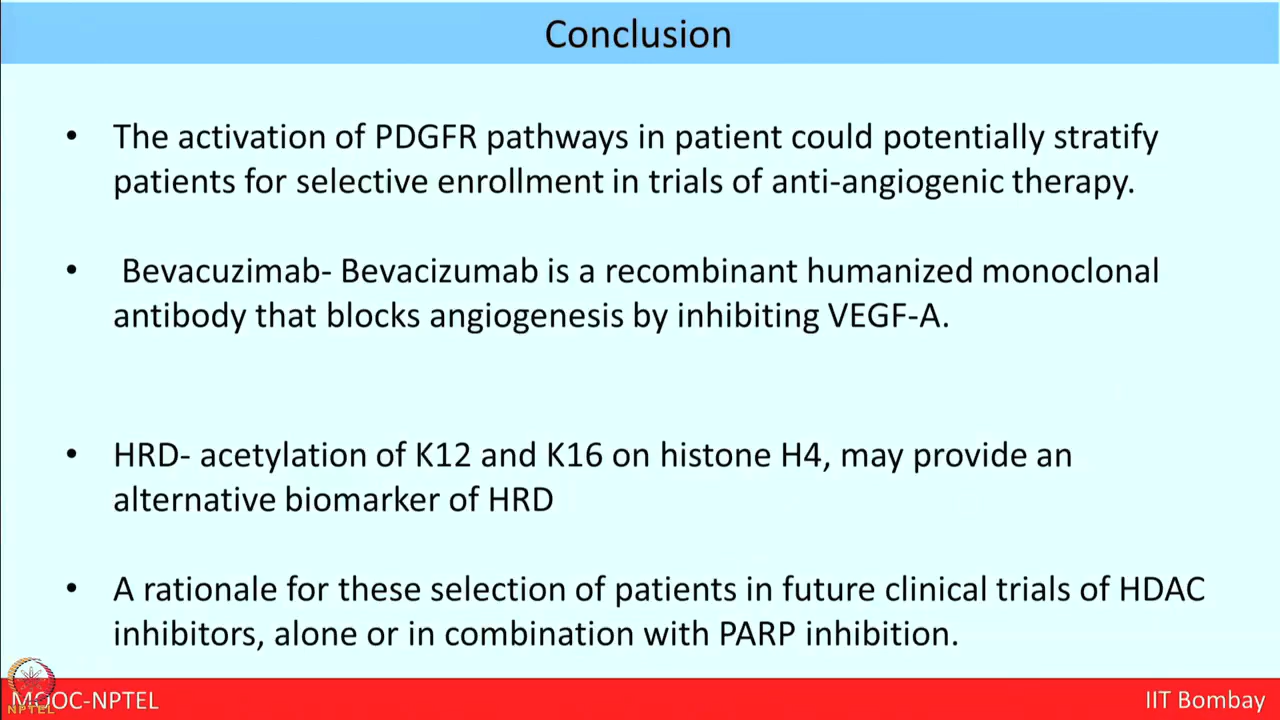 Conclusion
• The activation of PDGFR pathways in patient could potentially stratify
patients for selective enrollment in trials of anti-angiogenic therapy.
• Bevacuzimab- Bevacizumab is a recombinant humanized monoclonal
antibody that blocks angiogenesis by inhibiting VEGF-A.
• HRD- acetylation of K12 and K16 on histone H4, may provide an
alternative biomarker of HRD
• A rationale for these selection of patients in future clinical trials of HDAC
inhibitors, alone or in combination with PARP inhibition.
MOOC-NPTEL
NPTEL
IIT Bombay